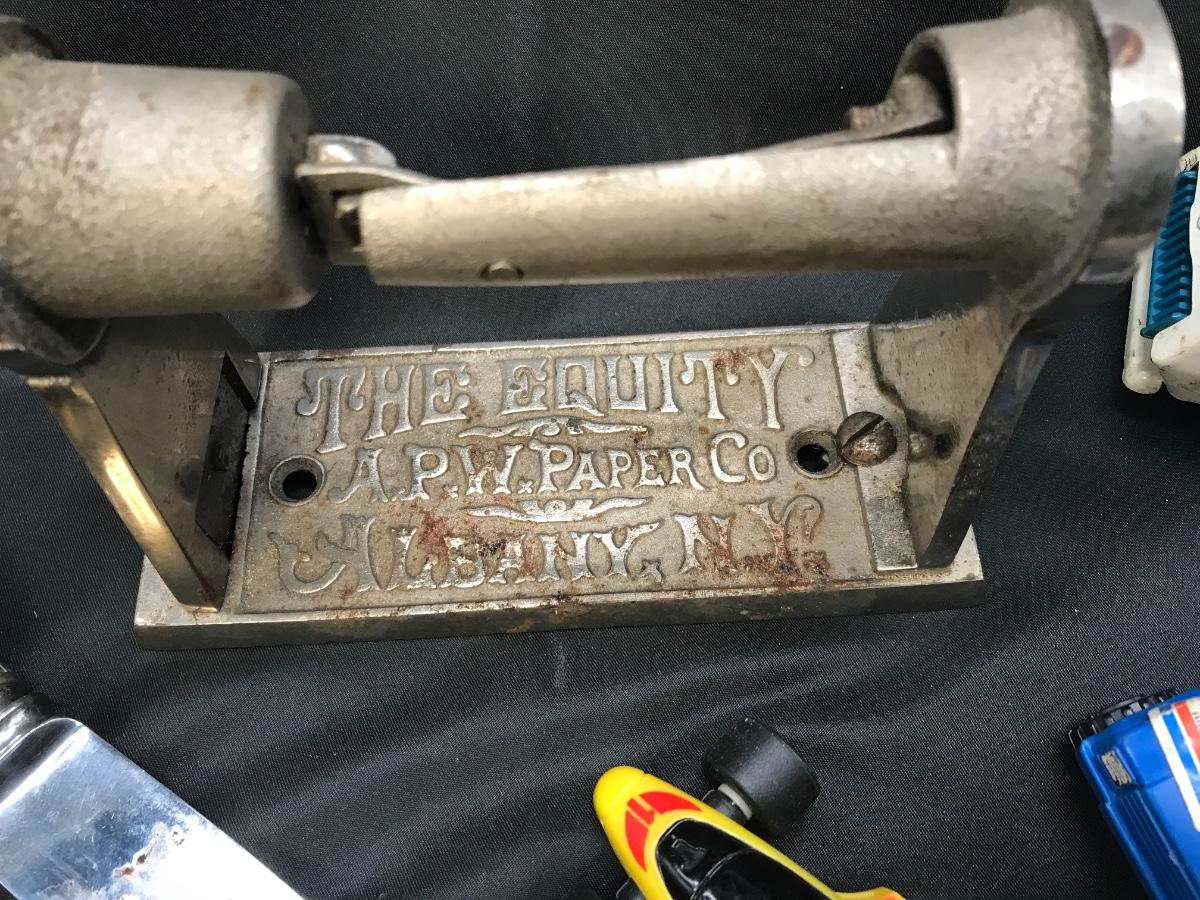 THE EQUITY
A.P.W. PAPER CO
ALBANY, N.Y.